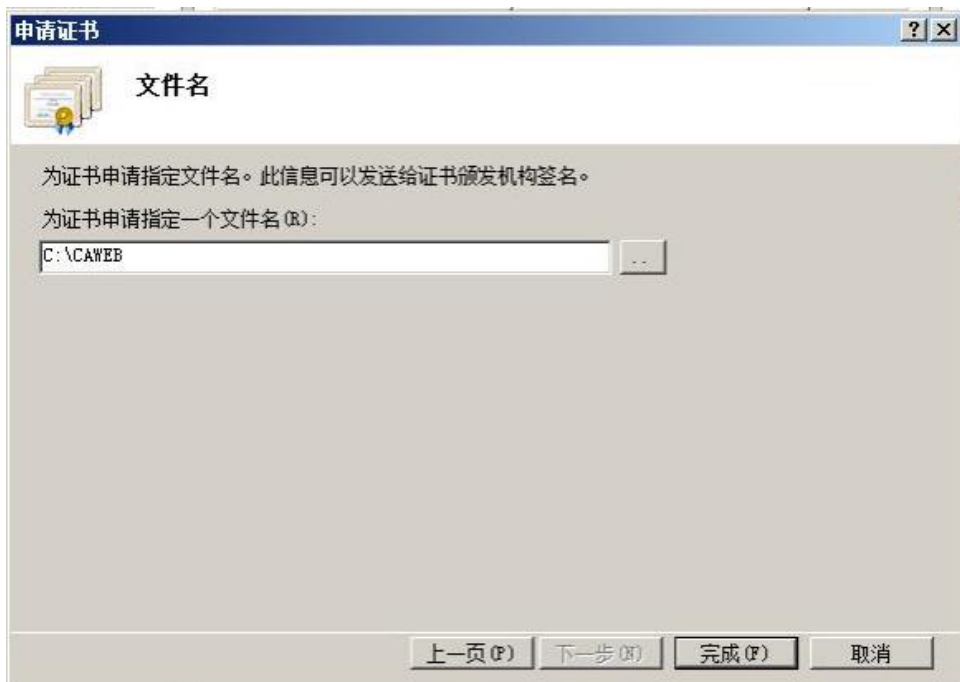 申请证书
文件名
为证书申请指定文件名。此信息可以发送给证书颁发机构签名。
为证书申请指定一个文件名(R):
C:\CAWEB
..
上一页(P) 下一步(N) 完成(F) 取消